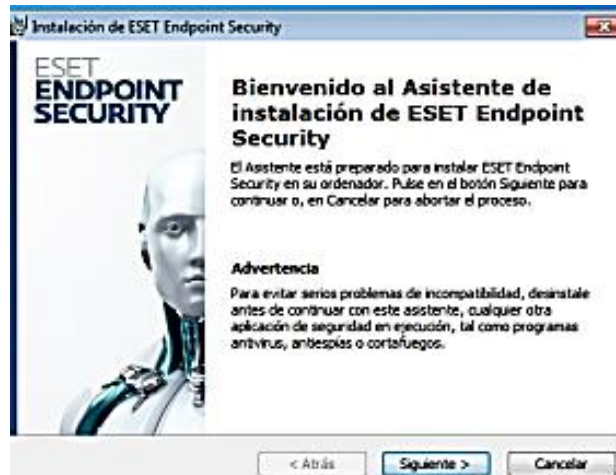 Instalación de ESET Endpoint Security
ESET
ENDPOINT
SECURITY
Bienvenido al Asistente de
instalación de ESET Endpoint
Security
El Asistente está preparado para instalar ESET Endpoint
Security en su ordenador. Pulse en el botón Siguiente para
continuar o, en Cancelar para abortar el proceso.
Advertencia
Para evitar serios problemas de incompatibilidad, desinstale
antes de continuar con este asistente, cualquier otra
aplicación de seguridad en ejecución, tal como programas
antivirus, antiespías o cortafuegos.
< Atrás
Siguiente >
Cancelar